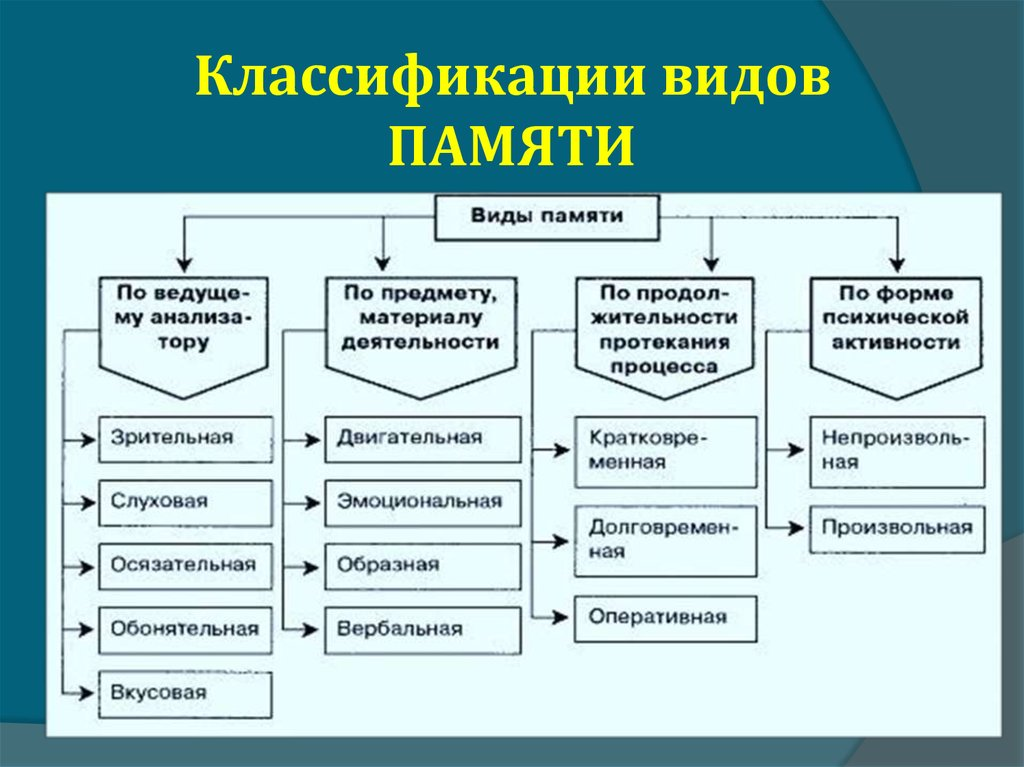 Классификации видов
ПАМЯТИ
Виды памяти
По ведуще-
му анализа-
тору
Зрительная
Слуховая
Осязательная
Обонятельная
Вкусовая
По предмету,
материалу
деятельности
Двигательная
Эмоциональная
Образная
Вербальная
По продол-
жительности
протекания
процесса
Кратковре-
менная
Долговремен-
ная
Оперативная
По форме
психической
активности
Непроизволь-
ная
Произвольная